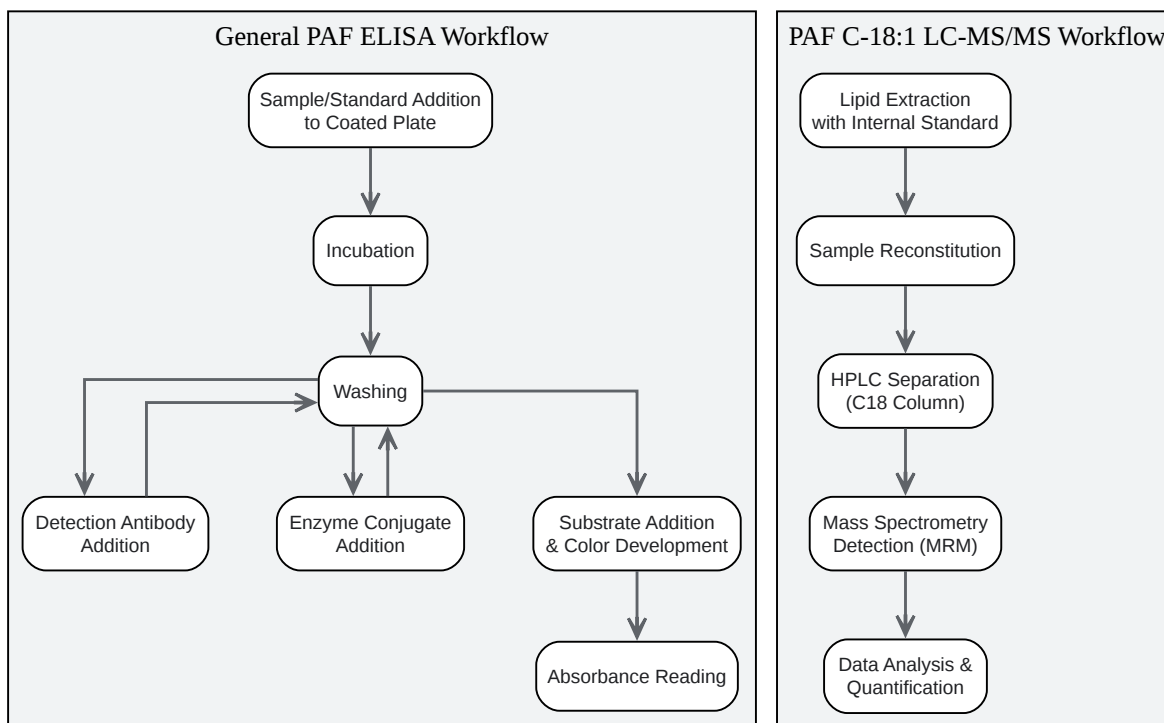 General PAF ELISA Workflow
Sample/Standard Addition
to Coated Plate
Incubation
Washing
Detection Antibody
Addition
Enzyme Conjugate
Addition
Substrate Addition
& Color Development
Absorbance Reading
PAF C-18:1 LC-MS/MS Workflow
Lipid Extraction
with Internal Standard
Sample Reconstitution
HPLC Separation
(C18 Column)
Mass Spectrometry
Detection (MRM)
Data Analysis &
Quantification